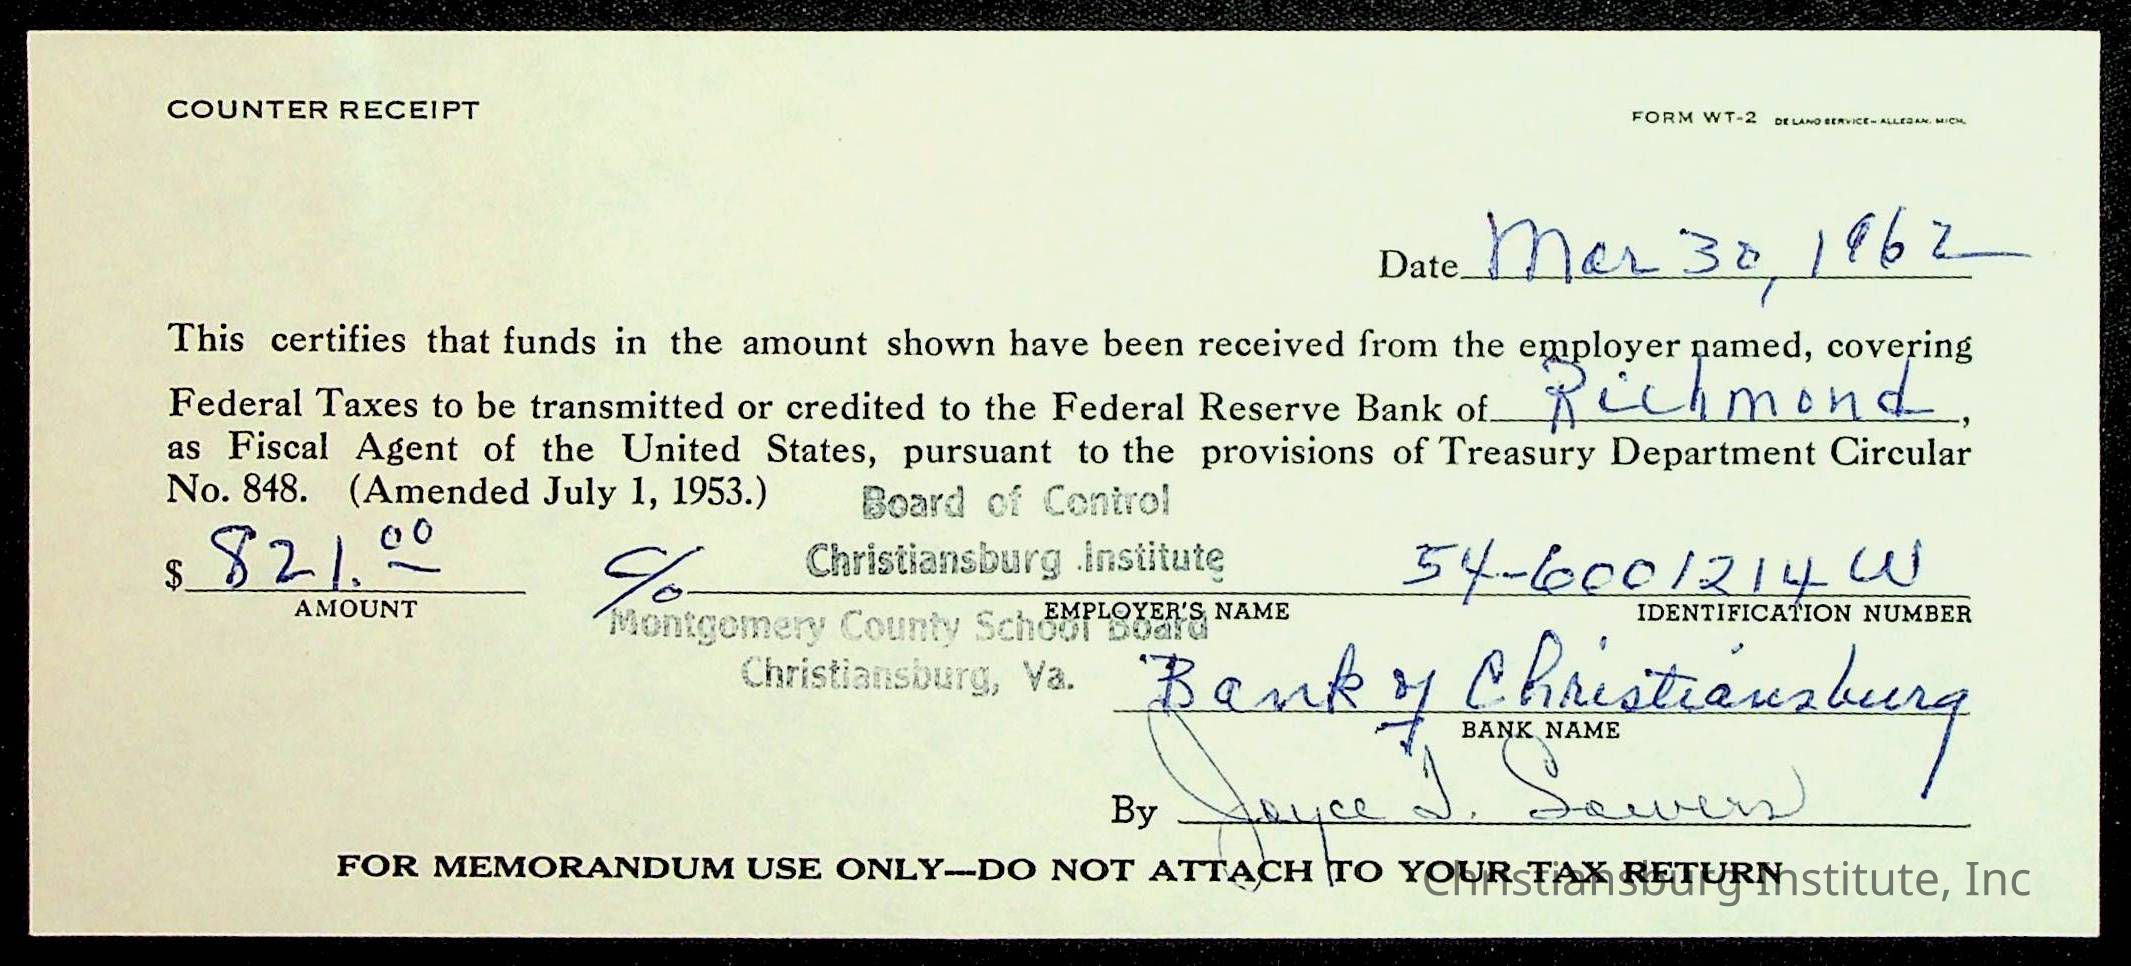 COUNTER RECEIPT
FORM WT-2 DE LANO SERVICE—ALLEGAN, MICH.
Date Mar 30, 1962
This certifies that funds in the amount shown have been received from the employer named, covering
Federal Taxes to be transmitted or credited to the Federal Reserve Bank of Richmond,
as Fiscal Agent of the United States, pursuant to the provisions of Treasury Department Circular
No. 848. (Amended July 1, 1953.)
Board of Control
$ 821.00 c/o Christiansburg Institute 54-6001214 W
AMOUNT EMPLOYER'S NAME IDENTIFICATION NUMBER
Montgomery County School Board
Christiansburg, Va.
Bank of Christiansburg
BANK NAME
By Joyce T. Sowers
FOR MEMORANDUM USE ONLY—DO NOT ATTACH TO YOUR TAX RETURN
Christiansburg Institute, Inc